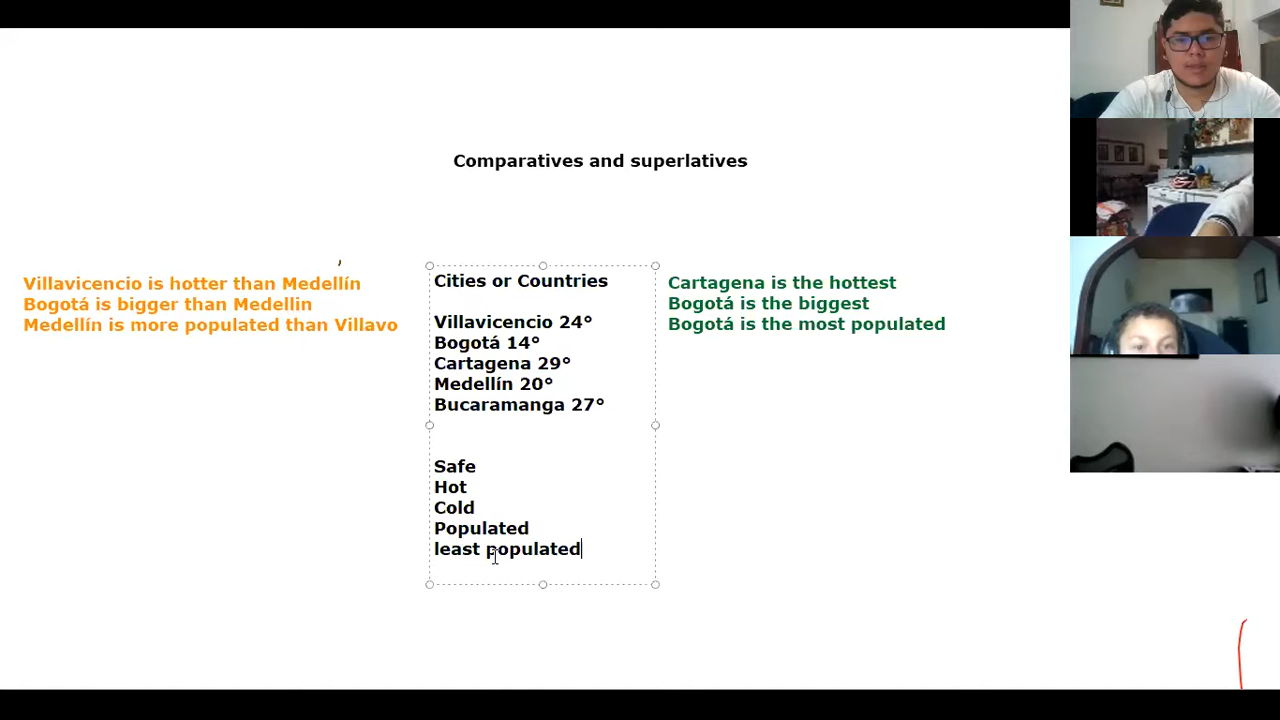 Comparatives and superlatives
Villavicencio is hotter than Medellín
Bogotá is bigger than Medellin
Medellín is more populated than Villavo
Cities or Countries
Villavicencio 24°
Bogotá 14°
Cartagena 29°
Medellín 20°
Bucaramanga 27°
Safe
Hot
Cold
Populated
least populated
Cartagena is the hottest
Bogotá is the biggest
Bogotá is the most populated